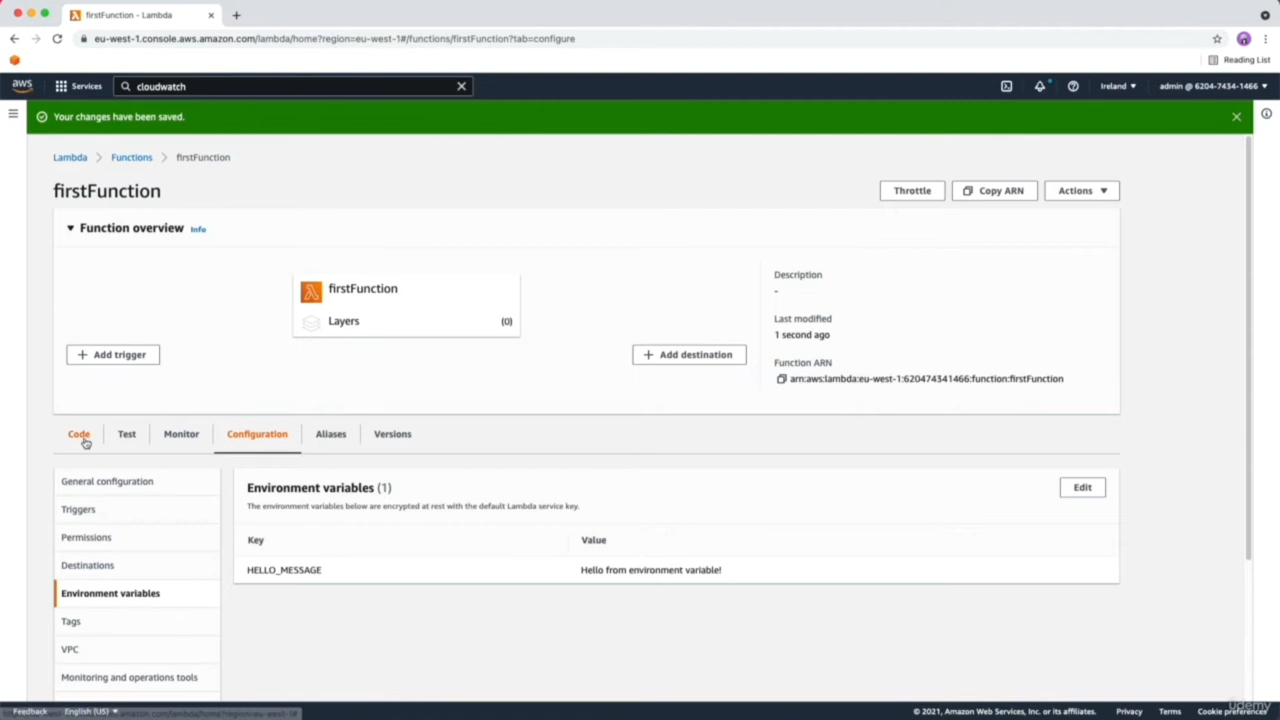 firstFunction - Lambda
eu-west-1.console.aws.amazon.com/lambda/home?region=eu-west-1#/functions/firstFunction?tab=configure
Reading List
aws Services cloudwatch Ireland admin @ 6204-7434-1466
Your changes have been saved.
Lambda Functions firstFunction
firstFunction
Throttle Copy ARN Actions
Function overview Info
firstFunction
Layers (0)
Add trigger
Add destination
Description
-
Last modified
1 second ago
Function ARN
arn:aws:lambda:eu-west-1:620474341466:function:firstFunction
Code Test Monitor Configuration Aliases Versions
General configuration
Triggers
Permissions
Destinations
Environment variables
Tags
VPC
Monitoring and operations tools
Environment variables (1)
Edit
The environment variables below are encrypted at rest with the default Lambda service key.
Key Value
HELLO_MESSAGE Hello from environment variable!
Feedback English (US)
© 2021, Amazon Web Services, Inc. or its affiliates. Privacy Terms Cookie preferences
udemy